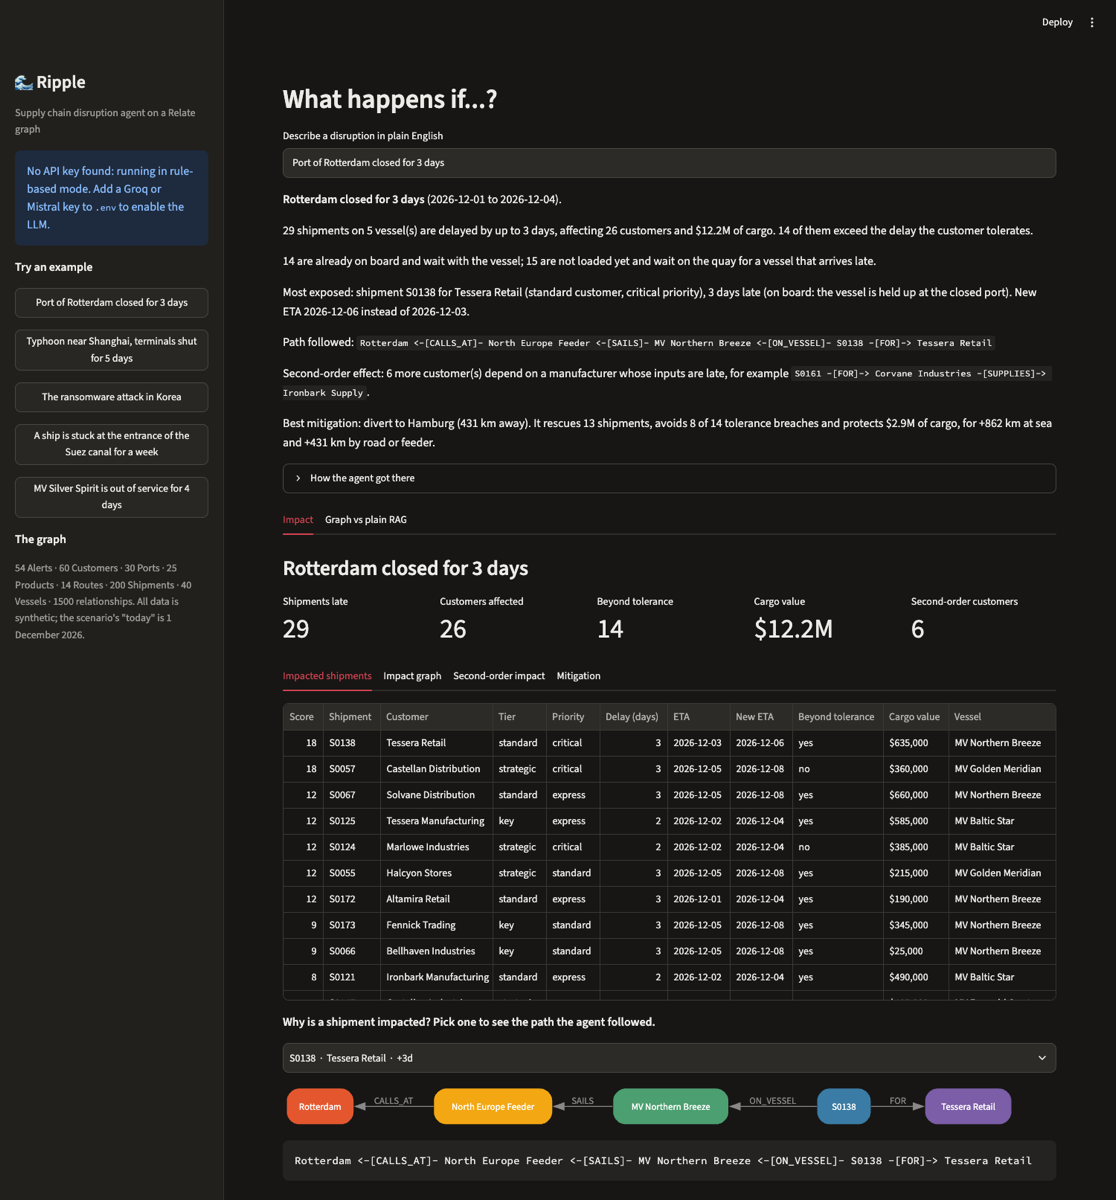 Deploy
Ripple
Supply chain disruption agent on a Relate
graph
No API key found: running in rule-
based mode. Add a Groq or
Mistral key to .env to enable the
LLM.
Try an example
Port of Rotterdam closed for 3 days
Typhoon near Shanghai, terminals shut
for 5 days
The ransomware attack in Korea
A ship is stuck at the entrance of the
Suez canal for a week
MV Silver Spirit is out of service for 4
days
The graph
54 Alerts · 60 Customers · 30 Ports · 25
Products · 14 Routes · 200 Shipments · 40
Vessels · 1500 relationships. All data is
synthetic; the scenario's "today" is 1
December 2026.
What happens if...?
Describe a disruption in plain English
Port of Rotterdam closed for 3 days
Rotterdam closed for 3 days (2026-12-01 to 2026-12-04).
29 shipments on 5 vessel(s) are delayed by up to 3 days, affecting 26 customers and $12.2M of cargo. 14 of them exceed the delay the customer tolerates.
14 are already on board and wait with the vessel; 15 are not loaded yet and wait on the quay for a vessel that arrives late.
Most exposed: shipment S0138 for Tessera Retail (standard customer, critical priority), 3 days late (on board: the vessel is held up at the closed port). New
ETA 2026-12-06 instead of 2026-12-03.
Path followed: Rotterdam <-[CALLS_AT]- North Europe Feeder <-[SAILS]- MV Northern Breeze <-[ON_VESSEL]- S0138 -[FOR]-> Tessera Retail
Second-order effect: 6 more customer(s) depend on a manufacturer whose inputs are late, for example S0161 -[FOR]-> Corvane Industries -[SUPPLIES]->
Ironbark Supply.
Best mitigation: divert to Hamburg (431 km away). It rescues 13 shipments, avoids 8 of 14 tolerance breaches and protects $2.9M of cargo, for +862 km at sea
and +431 km by road or feeder.
How the agent got there
Impact Graph vs plain RAG
Rotterdam closed for 3 days
Shipments late Customers affected Beyond tolerance Cargo value Second-order customers
29 26 14 $12.2M 6
Impacted shipments Impact graph Second-order impact Mitigation
Score Shipment Customer Tier Priority Delay (days) ETA New ETA Beyond tolerance Cargo value Vessel
18 S0138 Tessera Retail standard critical 3 2026-12-03 2026-12-06 yes $635,000 MV Northern Breeze
18 S0057 Castellan Distribution strategic critical 3 2026-12-05 2026-12-08 no $360,000 MV Golden Meridian
12 S0067 Solvane Distribution standard express 3 2026-12-05 2026-12-08 yes $660,000 MV Northern Breeze
12 S0125 Tessera Manufacturing key express 2 2026-12-02 2026-12-04 yes $585,000 MV Baltic Star
12 S0124 Marlowe Industries strategic critical 2 2026-12-02 2026-12-04 no $385,000 MV Baltic Star
12 S0055 Halcyon Stores strategic standard 3 2026-12-05 2026-12-08 yes $215,000 MV Golden Meridian
12 S0172 Altamira Retail standard express 3 2026-12-01 2026-12-04 yes $190,000 MV Northern Breeze
9 S0173 Fennick Trading key standard 3 2026-12-05 2026-12-08 yes $345,000 MV Northern Breeze
9 S0066 Bellhaven Industries key standard 3 2026-12-05 2026-12-08 yes $25,000 MV Northern Breeze
8 S0121 Ironbark Manufacturing standard express 2 2026-12-02 2026-12-04 yes $490,000 MV Baltic Star
Why is a shipment impacted? Pick one to see the path the agent followed.
S0138 · Tessera Retail · +3d
Rotterdam CALLS_AT North Europe Feeder SAILS MV Northern Breeze ON_VESSEL S0138 FOR Tessera Retail
Rotterdam <-[CALLS_AT]- North Europe Feeder <-[SAILS]- MV Northern Breeze <-[ON_VESSEL]- S0138 -[FOR]-> Tessera Retail